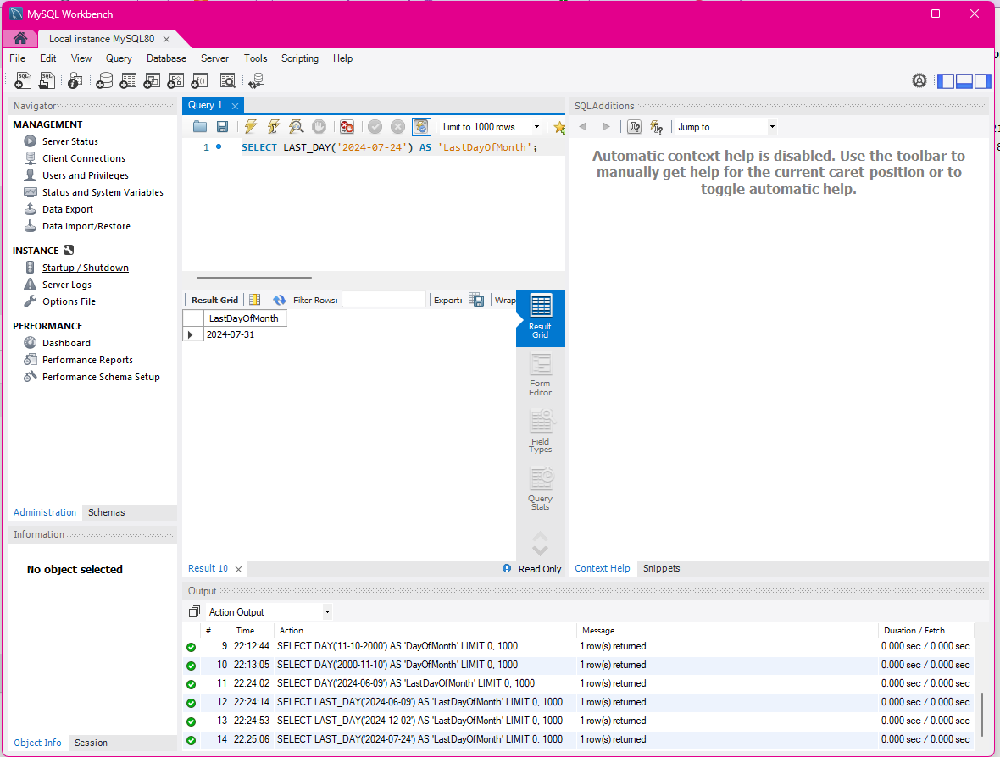 MySQL Workbench
Local instance MySQL80
File Edit View Query Database Server Tools Scripting Help
Navigator
MANAGEMENT
Server Status
Client Connections
Users and Privileges
Status and System Variables
Data Export
Data Import/Restore
INSTANCE
Startup / Shutdown
Server Logs
Options File
PERFORMANCE
Dashboard
Performance Reports
Performance Schema Setup
Administration Schemas
Information
No object selected
Object Info Session
Query 1
Limit to 1000 rows
1 SELECT LAST_DAY('2024-07-24') AS 'LastDayOfMonth';
Result Grid Filter Rows: Export: Wrap
LastDayOfMonth
2024-07-31
Result
Grid
Form
Editor
Field
Types
Query
Stats
Result 10 Read Only
SQLAdditions
Jump to
Automatic context help is disabled. Use the toolbar to
manually get help for the current caret position or to
toggle automatic help.
Context Help Snippets
Output
Action Output
# Time Action Message Duration / Fetch
9 22:12:44 SELECT DAY('11-10-2000') AS 'DayOfMonth' LIMIT 0, 1000 1 row(s) returned 0.000 sec / 0.000 sec
10 22:13:05 SELECT DAY('2000-11-10') AS 'DayOfMonth' LIMIT 0, 1000 1 row(s) returned 0.000 sec / 0.000 sec
11 22:24:02 SELECT DAY('2024-06-09') AS 'LastDayOfMonth' LIMIT 0, 1000 1 row(s) returned 0.000 sec / 0.000 sec
12 22:24:14 SELECT LAST_DAY('2024-06-09') AS 'LastDayOfMonth' LIMIT 0, 1000 1 row(s) returned 0.000 sec / 0.000 sec
13 22:24:53 SELECT LAST_DAY('2024-12-02') AS 'LastDayOfMonth' LIMIT 0, 1000 1 row(s) returned 0.000 sec / 0.000 sec
14 22:25:06 SELECT LAST_DAY('2024-07-24') AS 'LastDayOfMonth' LIMIT 0, 1000 1 row(s) returned 0.000 sec / 0.000 sec